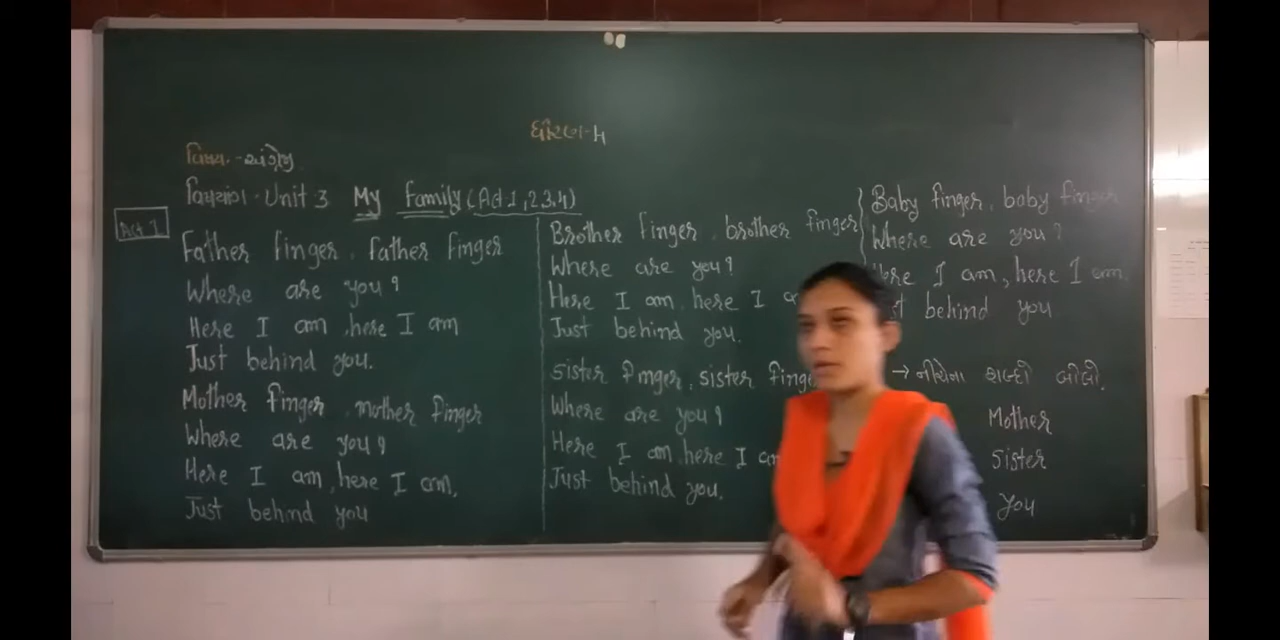 ધોરણ-૫
વિષય.-અંગ્રેજી
વિષયાંગ-Unit 3 My Family (Act 1,2,3,4)
Act 1
Father finger, father finger
Where are you?
Here I am, here I am
Just behind you.
Mother finger, mother finger
Where are you?
Here I am, here I am,
Just behind you
Brother finger, brother finger
Where are you?
Here I am, here I
Just behind you.
Sister finger, sister finger
Where are you?
Here I am, here I am
Just behind you.
Baby finger, baby finger
Where are you?
Here I am, here I am,
behind you
→ નીચેના શબ્દો બોલો.
Mother
Sister
you